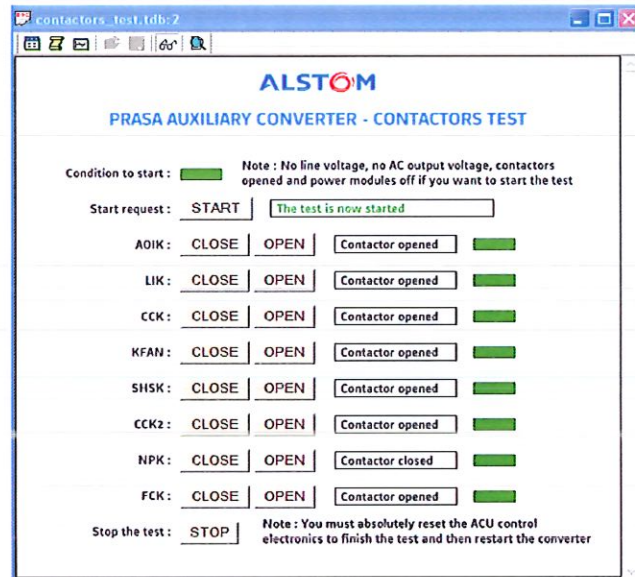 contactors_test.tdb:2
ALSTOM
PRASA AUXILIARY CONVERTER - CONTACTORS TEST
Condition to start :
Note : No line voltage, no AC output voltage, contactors
opened and power modules off if you want to start the test
Start request : START The test is now started
AOIK : CLOSE OPEN Contactor opened
LIK : CLOSE OPEN Contactor opened
CCK : CLOSE OPEN Contactor opened
KFAN : CLOSE OPEN Contactor opened
SHSK : CLOSE OPEN Contactor opened
CCK2 : CLOSE OPEN Contactor opened
NPK : CLOSE OPEN Contactor closed
FCK : CLOSE OPEN Contactor opened
Stop the test : STOP
Note : You must absolutely reset the ACU control
electronics to finish the test and then restart the converter